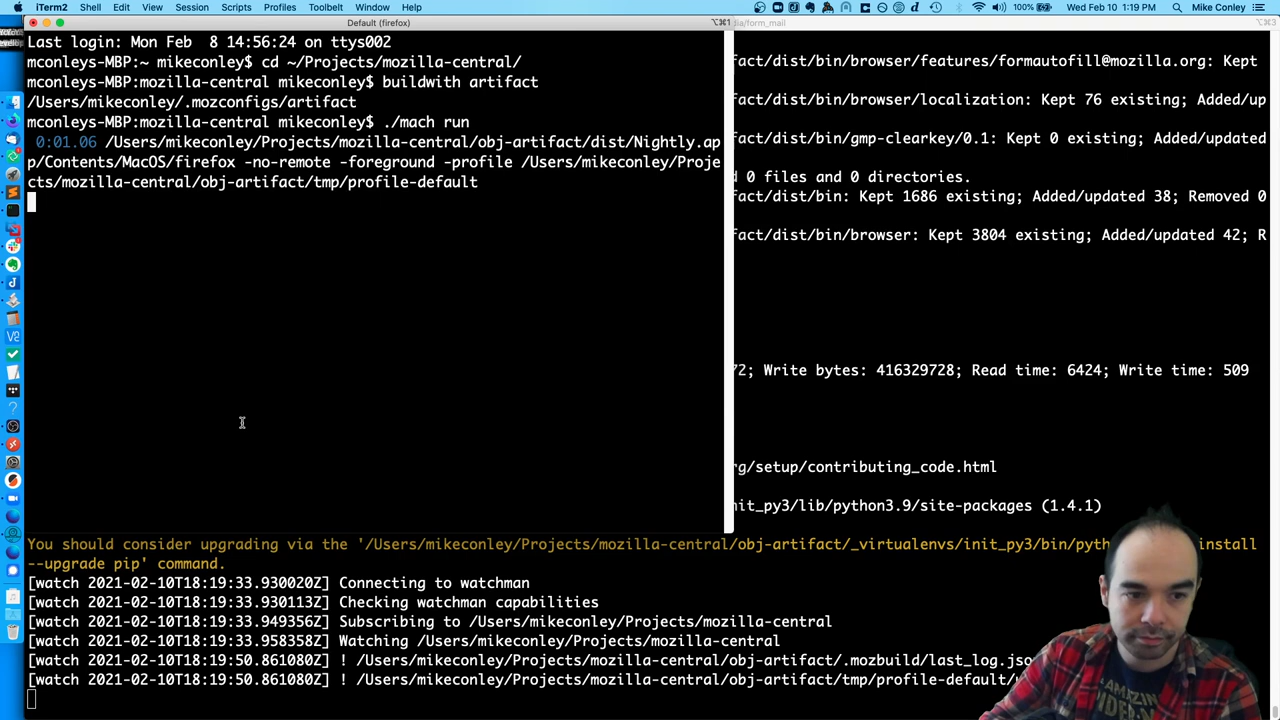 iTerm2 Shell Edit View Session Scripts Profiles Toolbelt Window Help 100% Wed Feb 10 1:19 PM Mike Conley
Default (firefox) ⌥⌘1
dia/form_mail ⌥⌘3
Last login: Mon Feb  8 14:56:24 on ttys002
mconleys-MBP:~ mikeconley$ cd ~/Projects/mozilla-central/
mconleys-MBP:mozilla-central mikeconley$ buildwith artifact
/Users/mikeconley/.mozconfigs/artifact
mconleys-MBP:mozilla-central mikeconley$ ./mach run
0:01.06 /Users/mikeconley/Projects/mozilla-central/obj-artifact/dist/Nightly.ap
p/Contents/MacOS/firefox -no-remote -foreground -profile /Users/mikeconley/Proje
cts/mozilla-central/obj-artifact/tmp/profile-default
fact/dist/bin/browser/features/formautofill@mozilla.org: Kept
fact/dist/bin/browser/localization: Kept 76 existing; Added/up
fact/dist/bin/gmp-clearkey/0.1: Kept 0 existing; Added/updated
d 0 files and 0 directories.
fact/dist/bin: Kept 1686 existing; Added/updated 38; Removed 0
fact/dist/bin/browser: Kept 3804 existing; Added/updated 42; R
72; Write bytes: 416329728; Read time: 6424; Write time: 509
rg/setup/contributing_code.html
init_py3/lib/python3.9/site-packages (1.4.1)
You should consider upgrading via the '/Users/mikeconley/Projects/mozilla-central/obj-artifact/_virtualenvs/init_py3/bin/pyth install
--upgrade pip' command.
[watch 2021-02-10T18:19:33.930020Z] Connecting to watchman
[watch 2021-02-10T18:19:33.930113Z] Checking watchman capabilities
[watch 2021-02-10T18:19:33.949356Z] Subscribing to /Users/mikeconley/Projects/mozilla-central
[watch 2021-02-10T18:19:33.958358Z] Watching /Users/mikeconley/Projects/mozilla-central
[watch 2021-02-10T18:19:50.861080Z] ! /Users/mikeconley/Projects/mozilla-central/obj-artifact/.mozbuild/last_log.jso
[watch 2021-02-10T18:19:50.861080Z] ! /Users/mikeconley/Projects/mozilla-central/obj-artifact/tmp/profile-default/